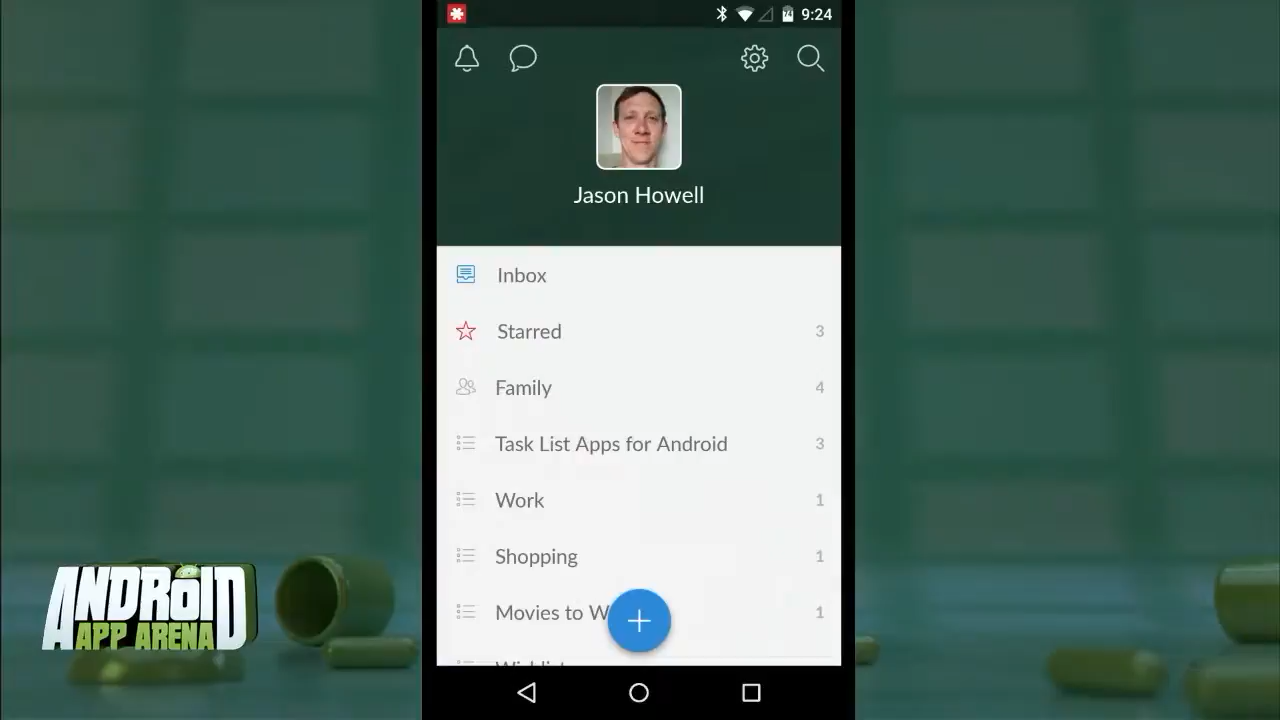 74 9:24
Jason Howell
Inbox
Starred 3
Family 4
Task List Apps for Android 3
Work 1
Shopping 1
Movies to W 1
ANDROID
APP ARENA